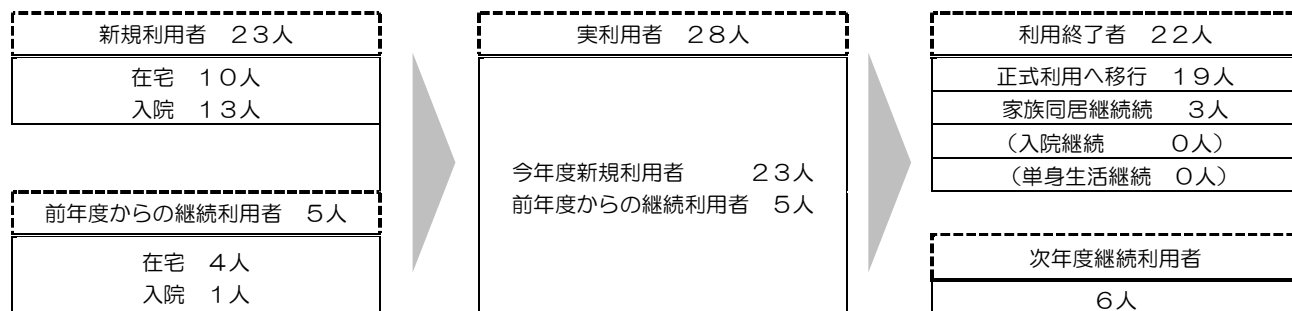 新規利用者 ２３人
在宅 １０人
入院 １３人
前年度からの継続利用者 ５人
在宅 ４人
入院 １人
実利用者 ２８人
今年度新規利用者 ２３人
前年度からの継続利用者 ５人
利用終了者 ２２人
正式利用へ移行 １９人
家族同居継続続 ３人
（入院継続 ０人）
（単身生活継続 ０人）
次年度継続利用者
６人